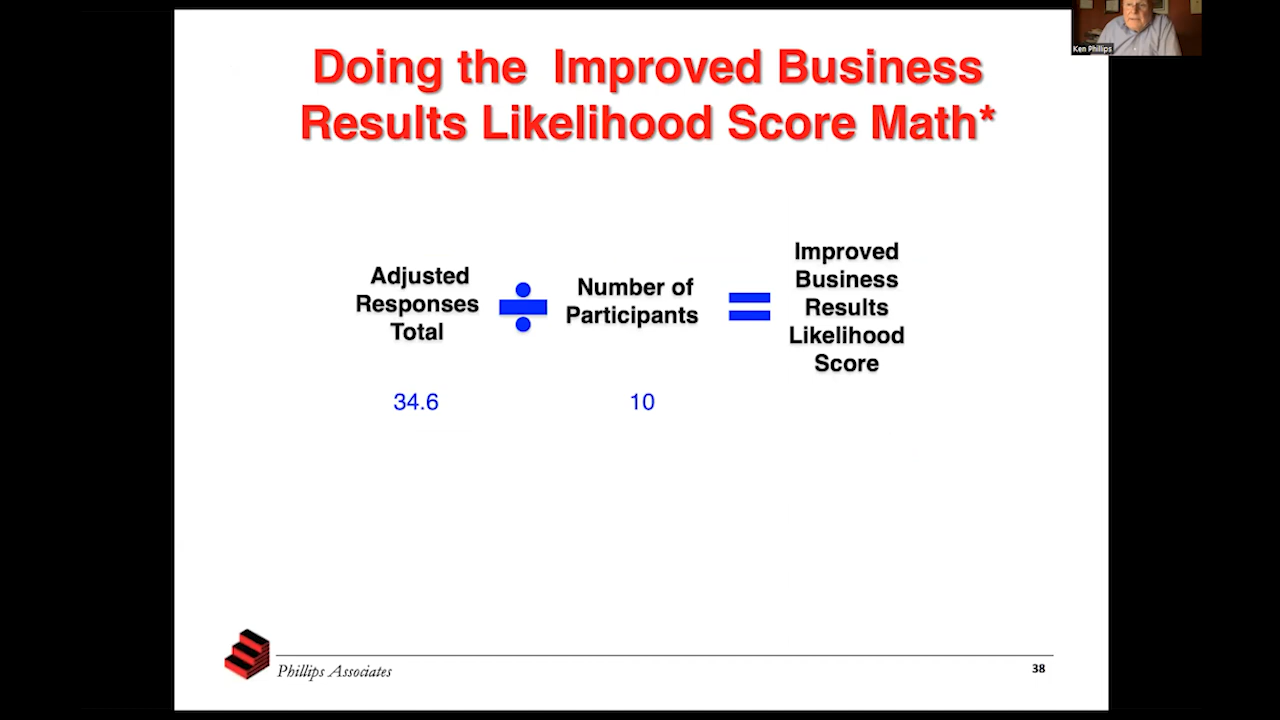 Ken Phillips
Doing the Improved Business
Results Likelihood Score Math*
Adjusted
Responses
Total
÷
Number of
Participants
=
Improved
Business
Results
Likelihood
Score
34.6
10
Phillips Associates
38